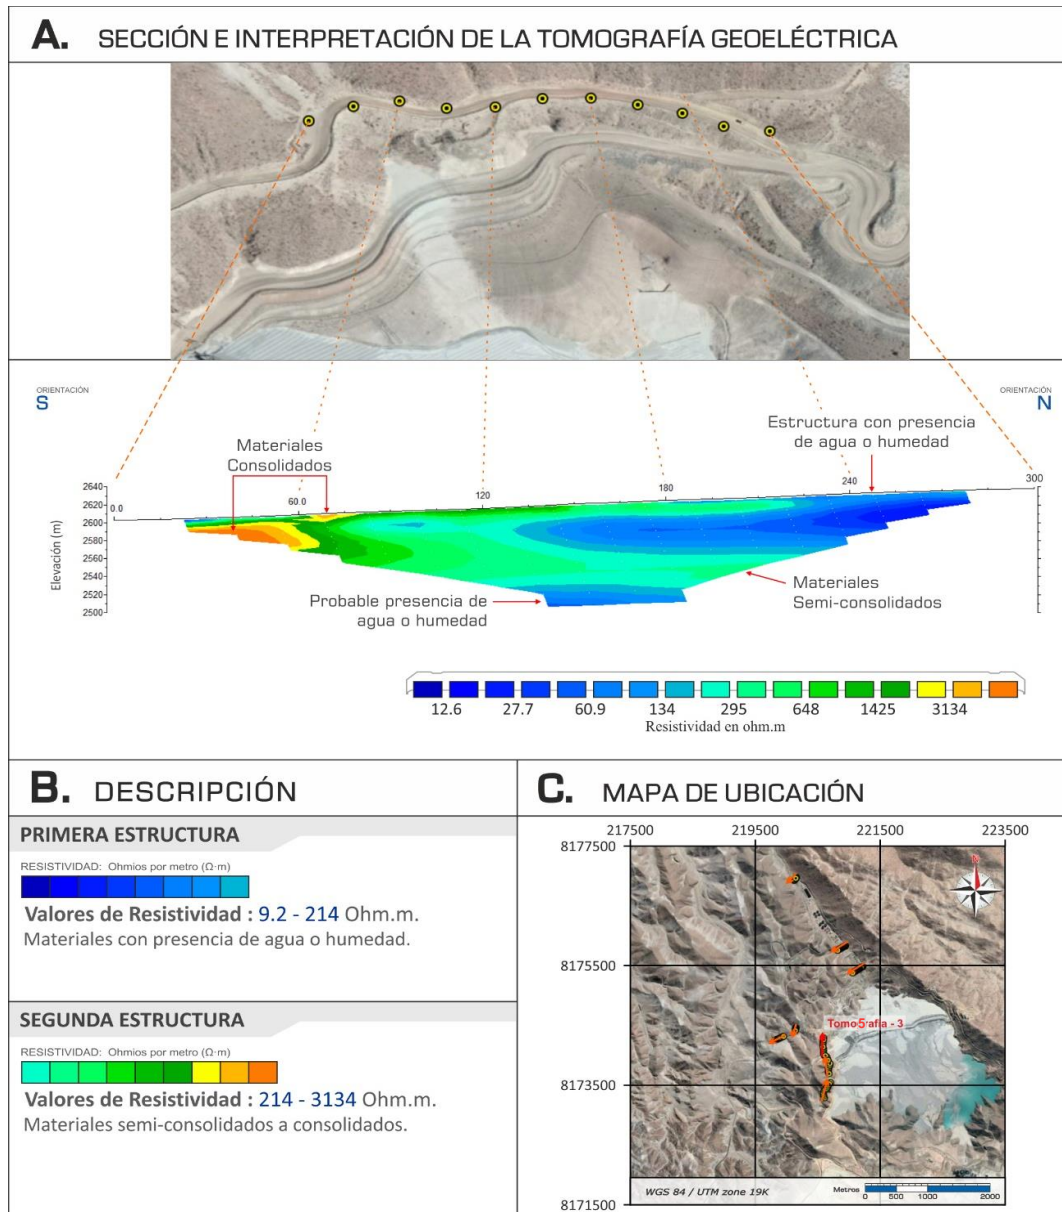 A. SECCIÓN E INTERPRETACIÓN DE LA TOMOGRAFÍA GEOELÉCTRICA
ORIENTACIÓN
S
ORIENTACIÓN
N
Materiales
Consolidados
Estructura con presencia
de agua o humedad
Elevación (m)
2640
2620
2600
2580
2560
2540
2520
2500
0.0
60.0
120
180
240
300
Probable presencia de
agua o humedad
Materiales
Semi-consolidados
12.6 27.7 60.9 134 295 648 1425 3134
Resistividad en ohm.m
B. DESCRIPCIÓN
PRIMERA ESTRUCTURA
RESISTIVIDAD: Ohmios por metro (Ω·m)
Valores de Resistividad : 9.2 - 214 Ohm.m.
Materiales con presencia de agua o humedad.
SEGUNDA ESTRUCTURA
RESISTIVIDAD: Ohmios por metro (Ω·m)
Valores de Resistividad : 214 - 3134 Ohm.m.
Materiales semi-consolidados a consolidados.
C. MAPA DE UBICACIÓN
217500 219500 221500 223500
8177500
8175500
8173500
8171500
N
WGS 84 / UTM zone 19K
Metros
0 500 1000 2000